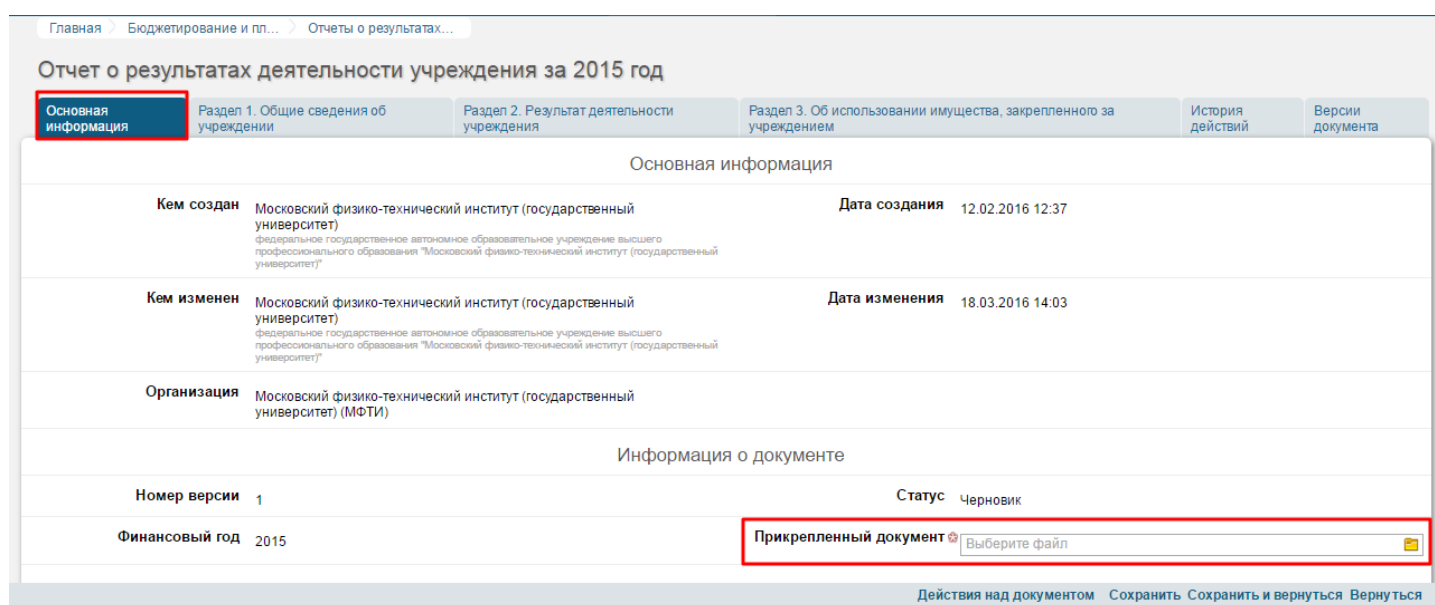 Главная Бюджетирование и пл... Отчеты о результатах...
Отчет о результатах деятельности учреждения за 2015 год
Основная информация
Раздел 1. Общие сведения об учреждении
Раздел 2. Результат деятельности учреждения
Раздел 3. Об использовании имущества, закрепленного за учреждением
История действий
Версии документа
Основная информация
Кем создан
Московский физико-технический институт (государственный
университет)
федеральное государственное автономное образовательное учреждение высшего
профессионального образования "Московский физико-технический институт (государственный
университет)"
Дата создания 12.02.2016 12:37
Кем изменен
Московский физико-технический институт (государственный
университет)
федеральное государственное автономное образовательное учреждение высшего
профессионального образования "Московский физико-технический институт (государственный
университет)"
Дата изменения 18.03.2016 14:03
Организация
Московский физико-технический институт (государственный
университет) (МФТИ)
Информация о документе
Номер версии 1
Статус Черновик
Финансовый год 2015
Прикрепленный документ Выберите файл
Действия над документом Сохранить Сохранить и вернуться Вернуться